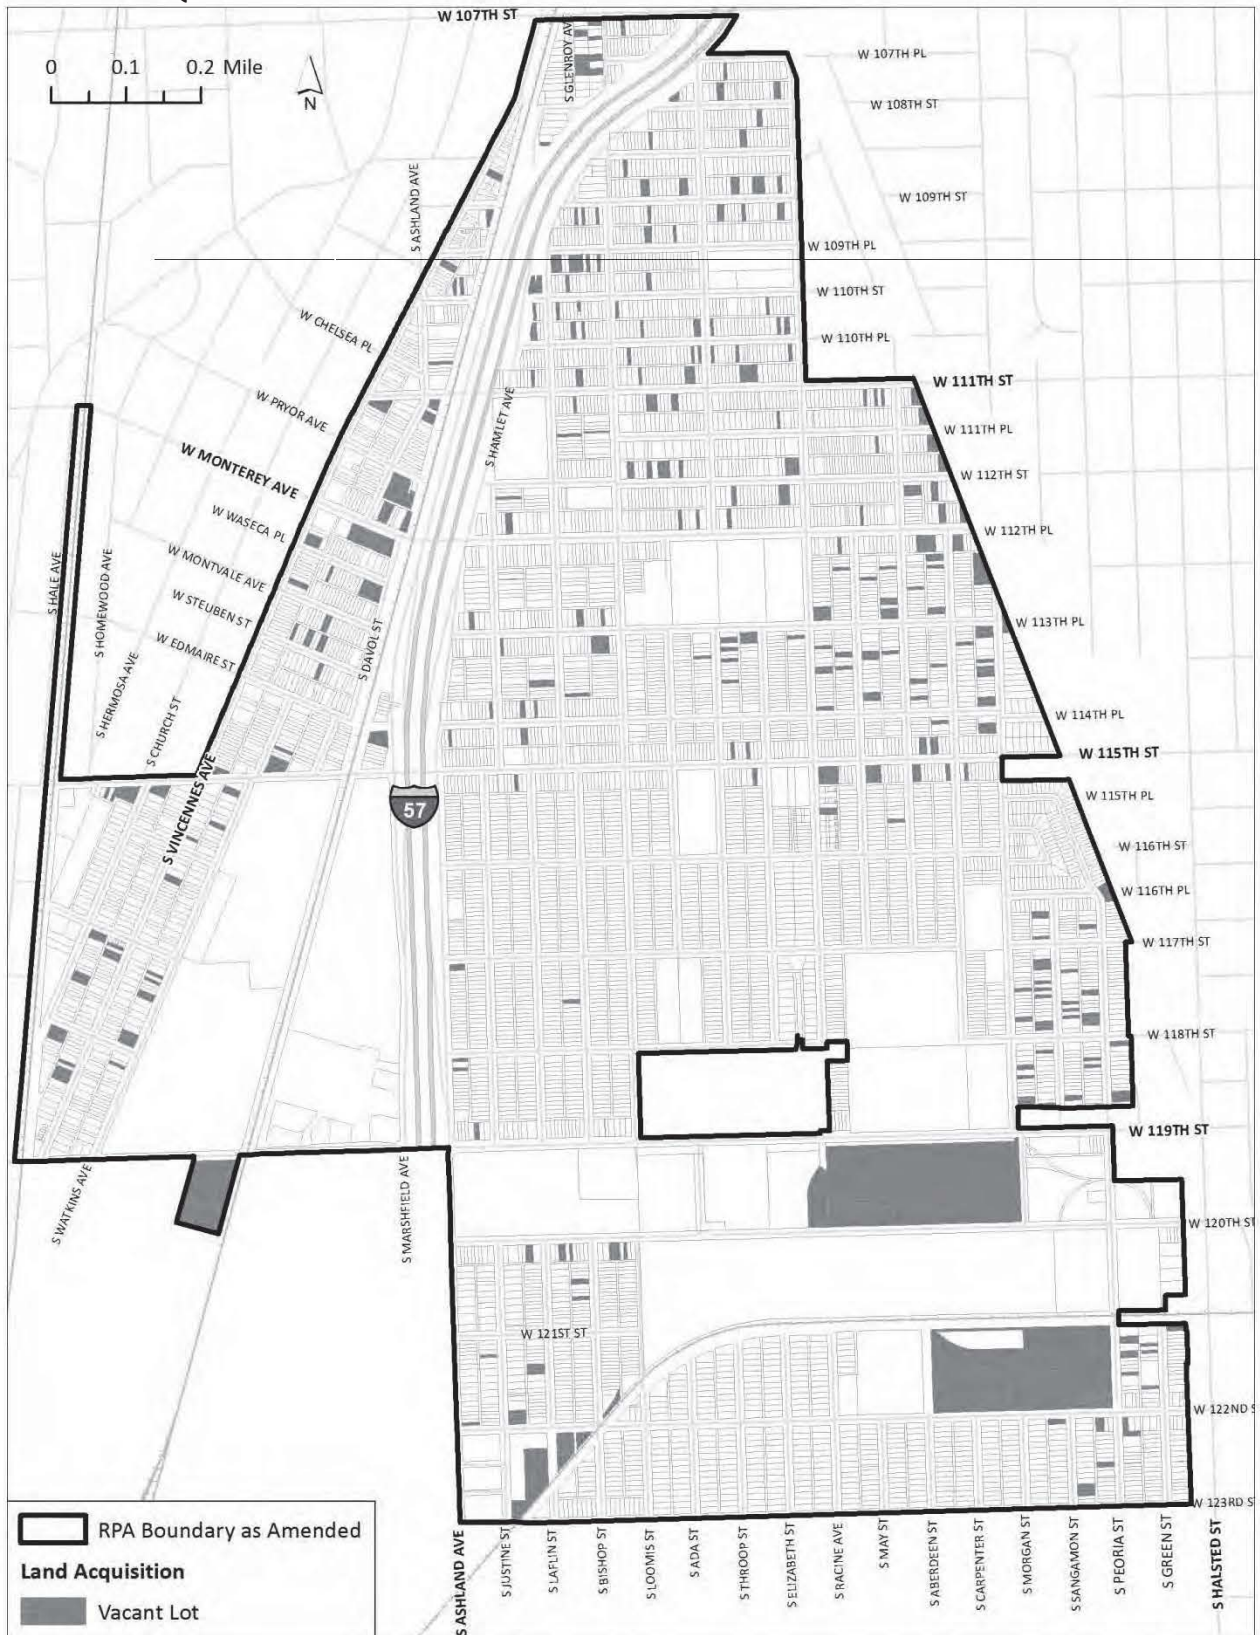 W 107TH ST
0 0.1 0.2 Mile
N
S GLENROY AVE
W 107TH PL
W 108TH ST
S ASHLAND AVE
W 109TH ST
W 109TH PL
W 110TH ST
W CHELSEA PL
W 110TH PL
W 111TH ST
W PRYOR AVE
S HAMLET AVE
W 111TH PL
W MONTEREY AVE
W 112TH ST
W WASECA PL
W 112TH PL
W MONTVALE AVE
S HALE AVE
S HOMEWOOD AVE
W STEUBEN ST
W 113TH PL
W EDMAIRE ST
S DAVOL ST
S HERMOSA AVE
S CHURCH ST
W 114TH PL
W 115TH ST
S VINCENNES AVE
57
W 115TH PL
W 116TH ST
W 116TH PL
W 117TH ST
W 118TH ST
W 119TH ST
S WATKINS AVE
S MARSHFIELD AVE
W 120TH ST
W 121ST ST
W 122ND S
W 123RD S
RPA Boundary as Amended
Land Acquisition
Vacant Lot
S ASHLAND AVE
S JUSTINE ST
S LAFLIN ST
S BISHOP ST
S LOOMIS ST
S ADA ST
S THROOP ST
S ELIZABETH ST
S RACINE AVE
S MAY ST
S ABERDEEN ST
S CARPENTER ST
S MORGAN ST
S SANGAMON ST
S PEORIA ST
S GREEN ST
S HALSTED ST